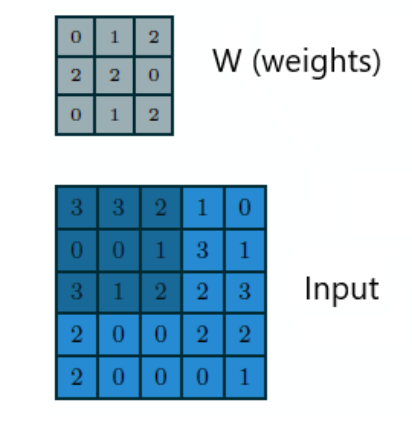 0 1 2
2 2 0 W (weights)
0 1 2
3 3 2 1 0
0 0 1 3 1
3 1 2 2 3 Input
2 0 0 2 2
2 0 0 0 1